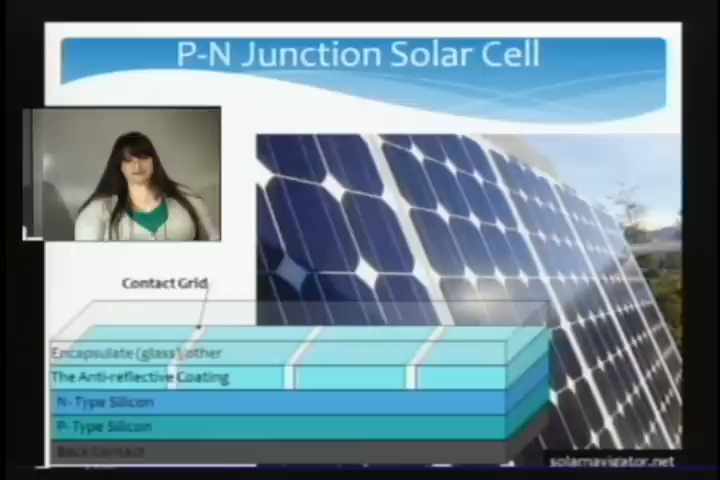 P-N Junction Solar Cell
Contact Grid
Encapsulate (glass) other
The Anti-reflective Coating
N-Type Silicon
P-Type Silicon
Back Contact
solarnavigator.net